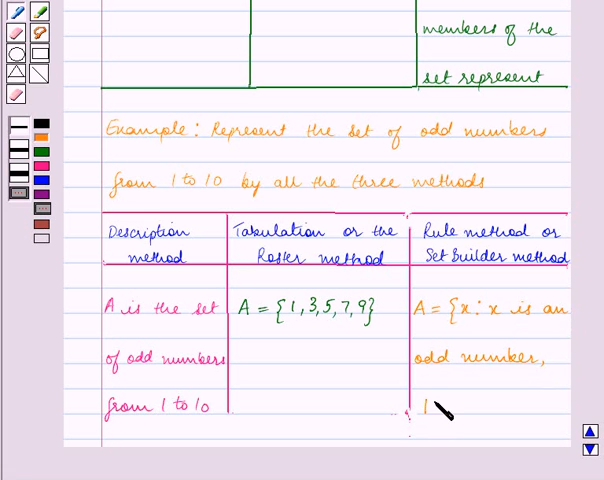 members of the
set represent
Example: Represent the set of odd numbers
from 1 to 10 by all the three methods
Description method
Tabulation or the Roster method
Rule method or Set Builder method
A is the set of odd numbers from 1 to 10
A = {1, 3, 5, 7, 9}
A = {x : x is an odd number,
1